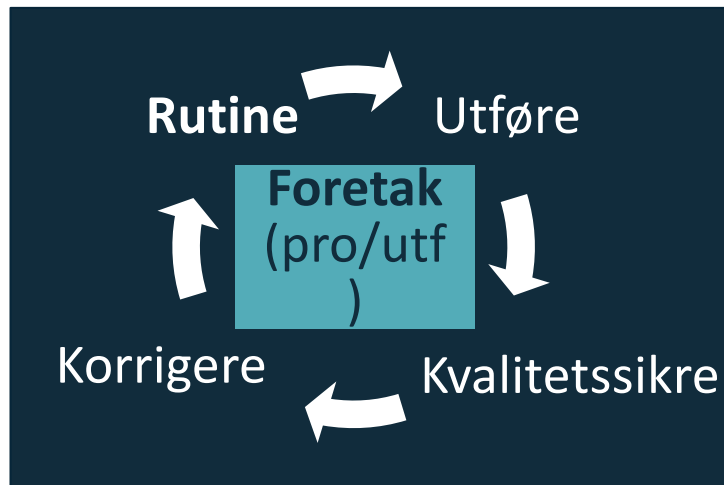 Rutine
Utføre
Foretak
(pro/utf
)
Korrigere
Kvalitetssikre